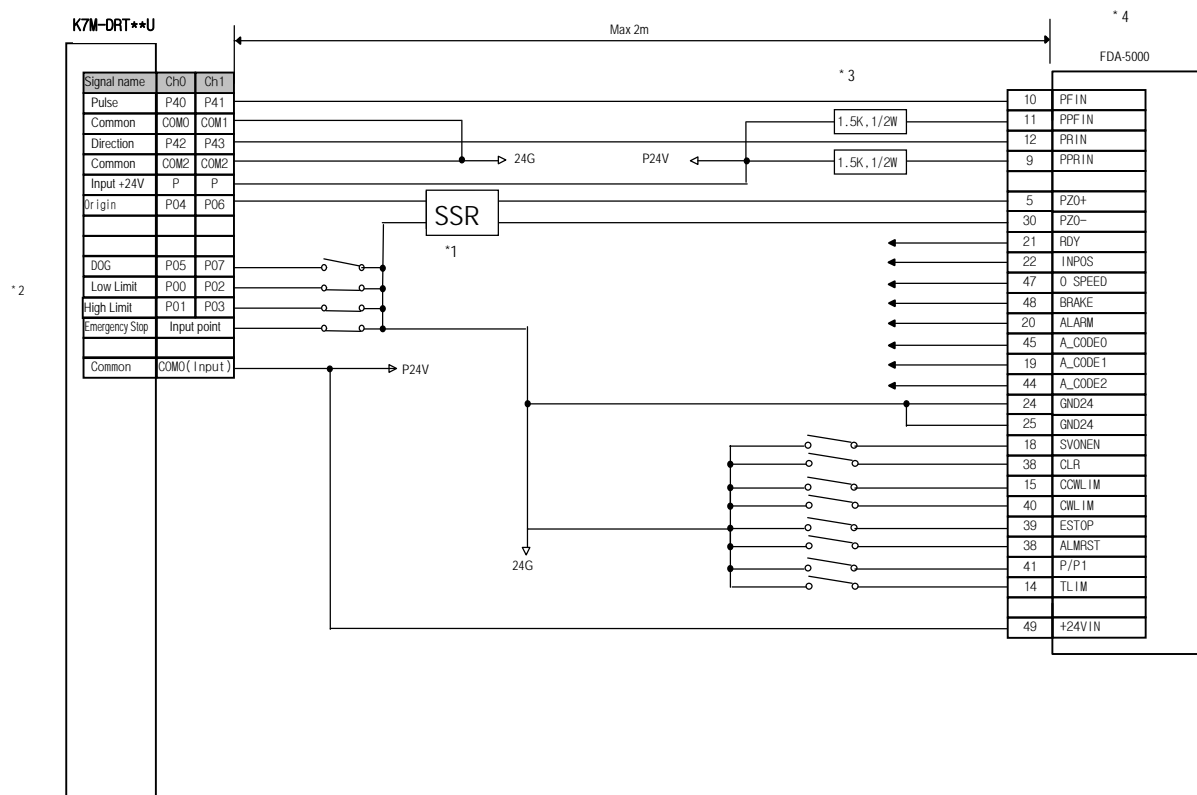 K7M-DRT**U
Max 2m
* 4
FDA-5000
* 3
Signal name Ch0 Ch1
Pulse P40 P41
Common COM0 COM1
Direction P42 P43
Common COM2 COM2
Input +24V P P
Origin P04 P06
DOG P05 P07
Low Limit P00 P02
High Limit P01 P03
Emergency Stop Input point
Common COM0(Input)
* 2
24G
P24V
1.5K,1/2W
1.5K,1/2W
SSR
*1
P24V
24G
10 PFIN
11 PPFIN
12 PRIN
9 PPRIN
5 PZO+
30 PZO-
21 RDY
22 INPOS
47 0 SPEED
48 BRAKE
20 ALARM
45 A_CODE0
19 A_CODE1
44 A_CODE2
24 GND24
25 GND24
18 SVONEN
38 CLR
15 CCWLIM
40 CWLIM
39 ESTOP
38 ALMRST
41 P/P1
14 TLIM
49 +24VIN